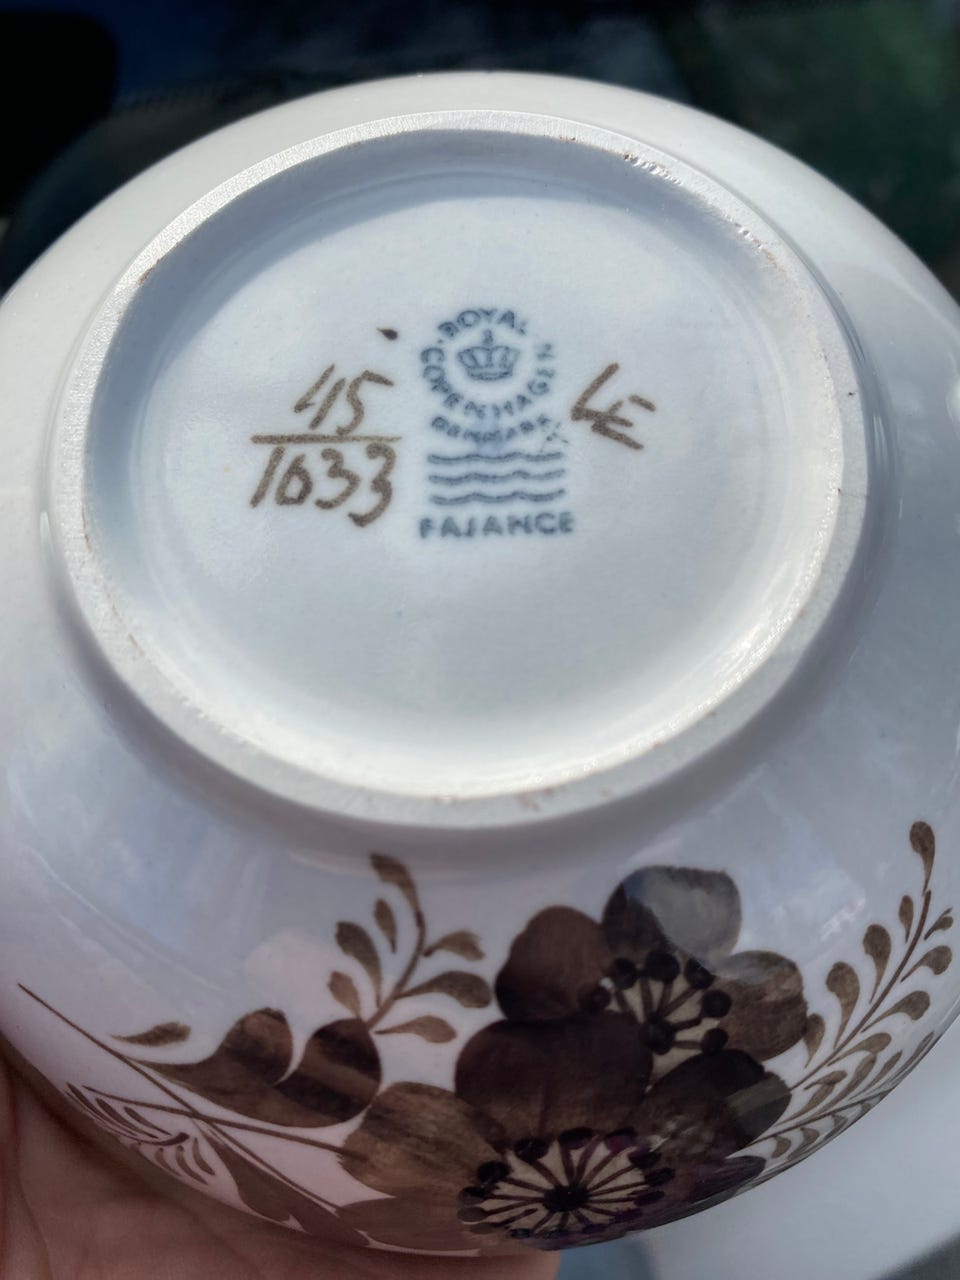 ROYAL
COPENHAGEN
DENMARK
FAJANCE
45
1633
LE